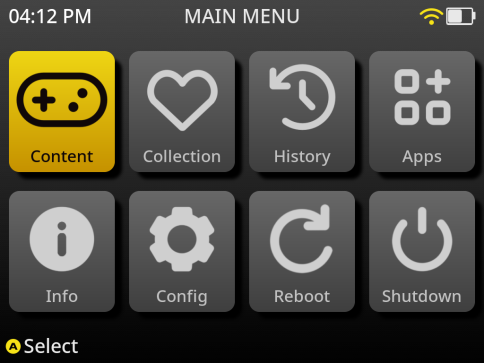 04:12 PM MAIN MENU
Content Collection History Apps
Info Config Reboot Shutdown
A Select